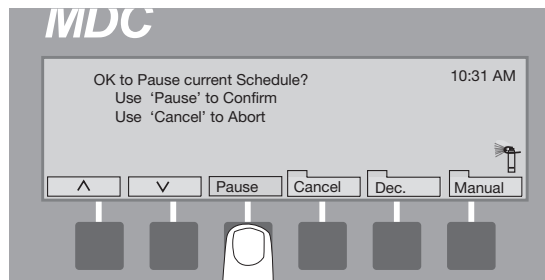 MDC
OK to Pause current Schedule? 10:31 AM
Use 'Pause' to Confirm
Use 'Cancel' to Abort
Pause Cancel Dec. Manual